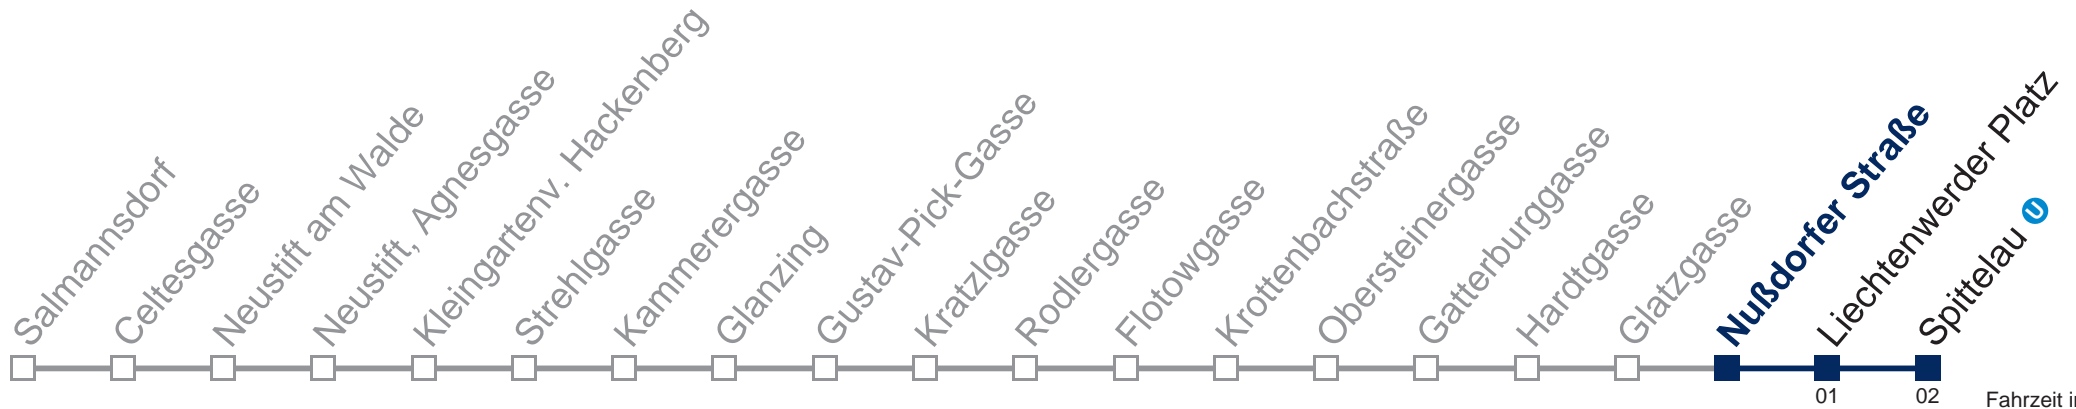 Salmannsdorf
Celtesgasse
Neustift am Walde
Neustift, Agnesgasse
Kleingartenv. Hackenberg
Strehlgasse
Kammerergasse
Glanzing
Gustav-Pick-Gasse
Kratzlgasse
Rodlergasse
Flotowgasse
Krottenbachstraße
Obersteinergasse
Gatterburggasse
Hardtgasse
Glatzgasse
Nußdorfer Straße
Liechtenwerder Platz
Spittelau U
01 02
Fahrzeit